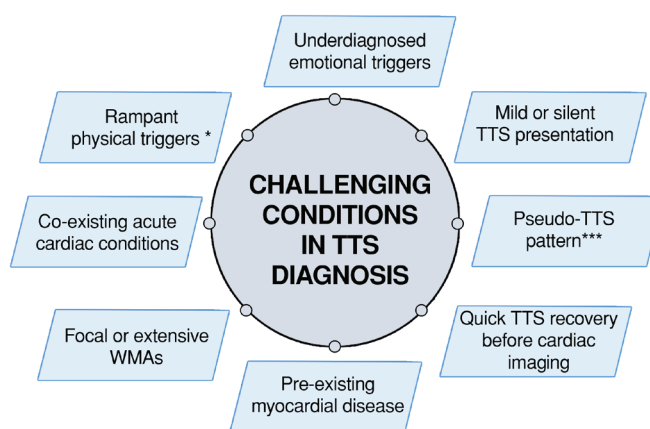 Underdiagnosed
emotional triggers
Rampant
physical triggers *
Mild or silent
TTS presentation
CHALLENGING
CONDITIONS
IN TTS
DIAGNOSIS
Co-existing acute
cardiac conditions
Pseudo-TTS
pattern***
Focal or extensive
WMAs
Quick TTS recovery
before cardiac
imaging
Pre-existing
myocardial disease